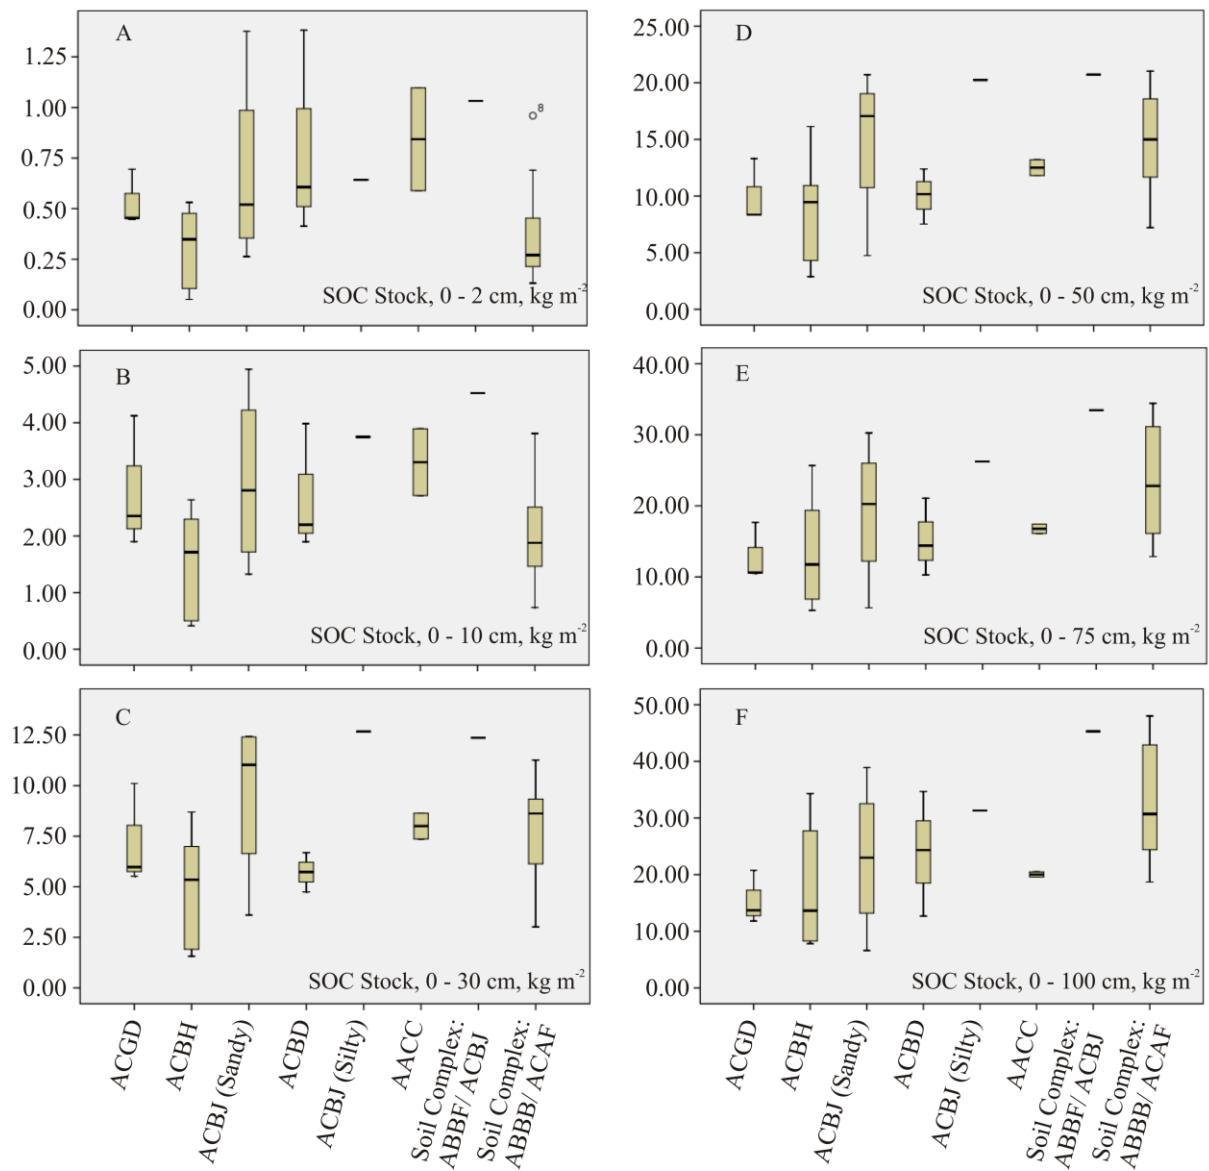 A
1.25
1.00
0.75
0.50
0.25
0.00
8
SOC Stock, 0 - 2 cm, kg m-2
B
5.00
4.00
3.00
2.00
1.00
0.00
SOC Stock, 0 - 10 cm, kg m-2
C
12.50
10.00
7.50
5.00
2.50
0.00
SOC Stock, 0 - 30 cm, kg m-2
ACGD
ACBH
ACBJ (Sandy)
ACBD
ACBJ (Silty)
AACC
Soil Complex:
ABBF/ ACBJ
Soil Complex:
ABBB/ ACAF
D
25.00
20.00
15.00
10.00
5.00
0.00
SOC Stock, 0 - 50 cm, kg m-2
E
40.00
30.00
20.00
10.00
0.00
SOC Stock, 0 - 75 cm, kg m-2
F
50.00
40.00
30.00
20.00
10.00
0.00
SOC Stock, 0 - 100 cm, kg m-2
ACGD
ACBH
ACBJ (Sandy)
ACBD
ACBJ (Silty)
AACC
Soil Complex:
ABBF/ ACBJ
Soil Complex:
ABBB/ ACAF